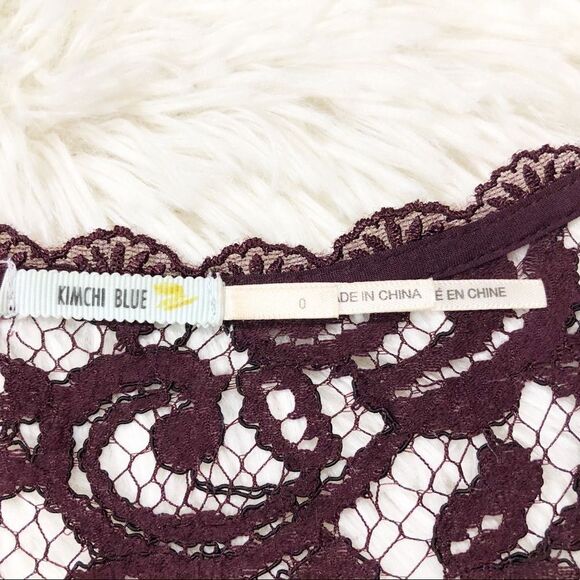 KIMCHI BLUE
0
ADE IN CHINA
É EN CHINE